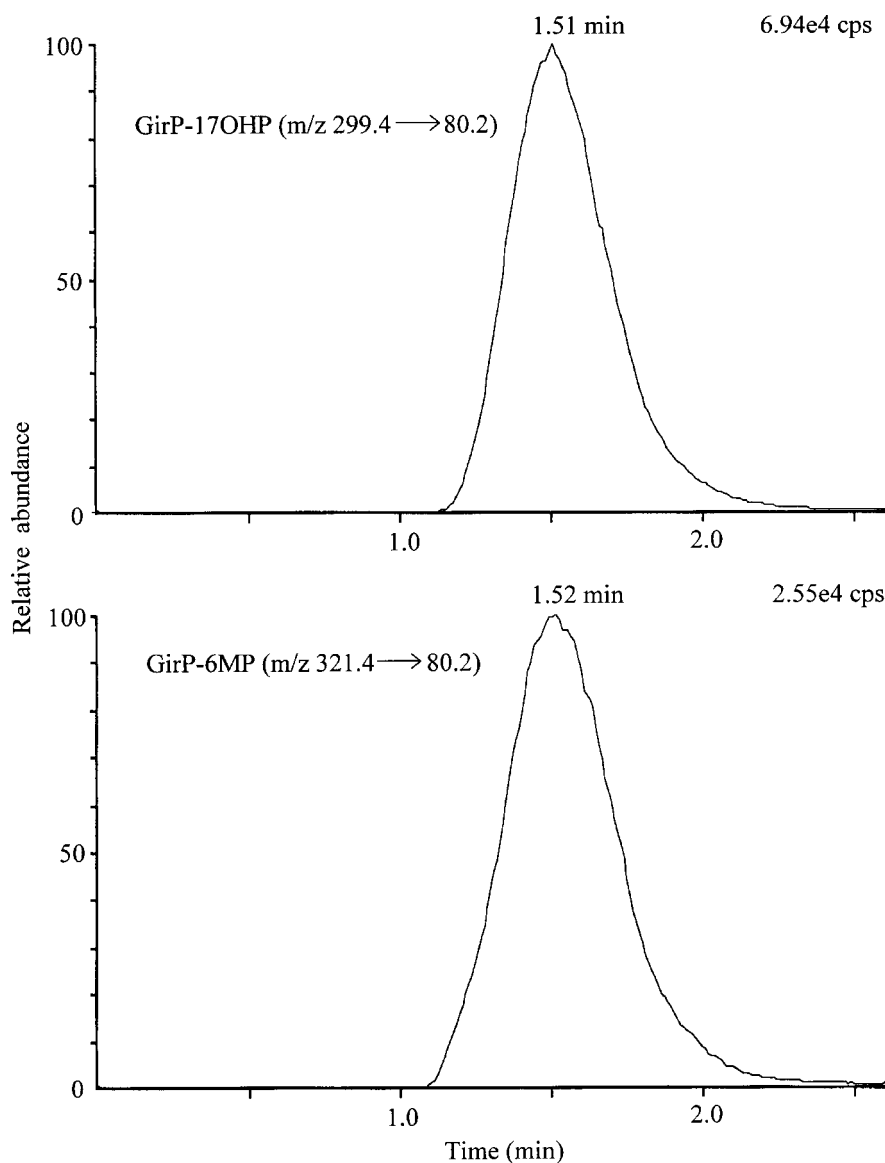 1.51 min 6.94e4 cps
100
GirP-17OHP (m/z 299.4 → 80.2)
50
0
1.0 2.0
Relative abundance
1.52 min 2.55e4 cps
100
GirP-6MP (m/z 321.4 → 80.2)
50
0
1.0 2.0
Time (min)